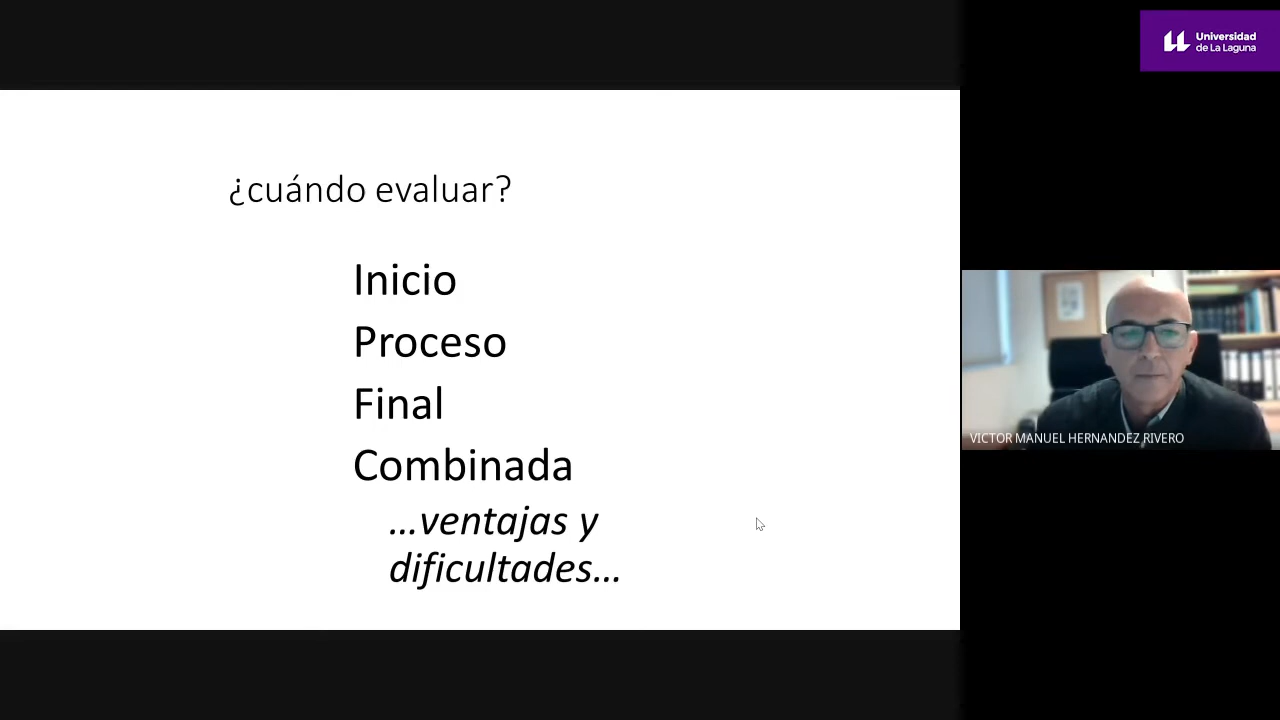 Universidad
de La Laguna
¿cuándo evaluar?
Inicio
Proceso
Final
Combinada
...ventajas y
dificultades...
VICTOR MANUEL HERNANDEZ RIVERO